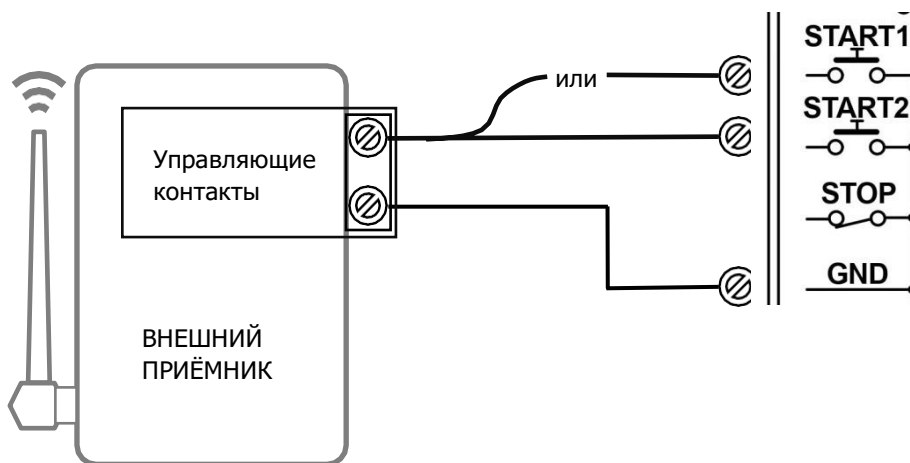 START1
или
START2
Управляющие
контакты
STOP
GND
ВНЕШНИЙ
ПРИЁМНИК